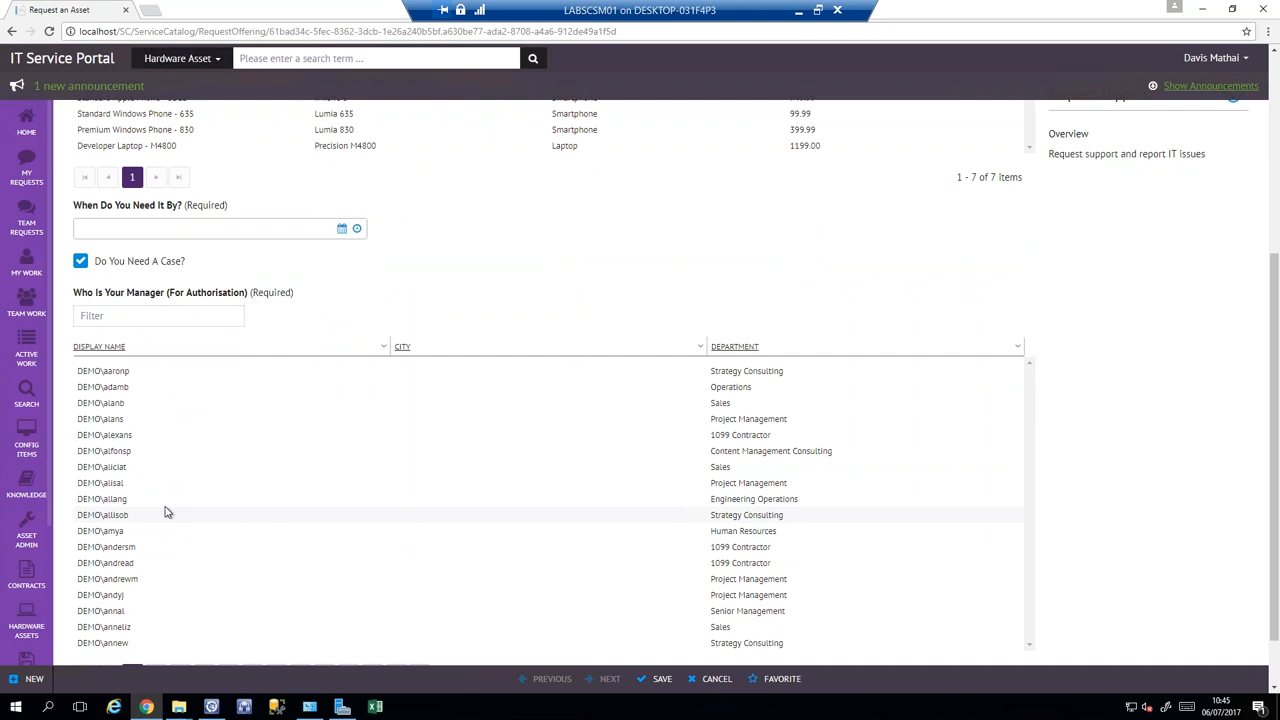 Request an Asset
LABSCSM01 on DESKTOP-031F4P3
localhost/SC/ServiceCatalog/RequestOffering/61bad34c-5fec-8362-3dcb-1e26a240b5bf,a630be77-ada2-8708-a4a6-912de49a1f5d
IT Service Portal
Hardware Asset
Please enter a search term ...
Davis Mathai
1 new announcement
Show Announcements
HOME
MY REQUESTS
TEAM REQUESTS
MY WORK
TEAM WORK
ACTIVE WORK
SEARCH
CONFIG ITEMS
KNOWLEDGE
ASSET ADMIN
CONTRACTS
HARDWARE ASSETS
Standard Windows Phone - 635 Lumia 635 Smartphone 99.99
Premium Windows Phone - 830 Lumia 830 Smartphone 399.99
Developer Laptop - M4800 Precision M4800 Laptop 1199.00
1
1 - 7 of 7 items
When Do You Need It By? (Required)
Do You Need A Case?
Who Is Your Manager (For Authorisation) (Required)
Filter
DISPLAY NAME CITY DEPARTMENT
DEMO\aaronp Strategy Consulting
DEMO\adamb Operations
DEMO\alanb Sales
DEMO\alans Project Management
DEMO\alexans 1099 Contractor
DEMO\alfonsp Content Management Consulting
DEMO\aliciat Sales
DEMO\alisal Project Management
DEMO\allang Engineering Operations
DEMO\allisob Strategy Consulting
DEMO\amya Human Resources
DEMO\andersm 1099 Contractor
DEMO\andread 1099 Contractor
DEMO\andrewm Project Management
DEMO\andyj Project Management
DEMO\annal Senior Management
DEMO\anneliz Sales
DEMO\annew Strategy Consulting
Overview
Request support and report IT issues
NEW
PREVIOUS NEXT SAVE CANCEL FAVORITE
10:45
06/07/2017